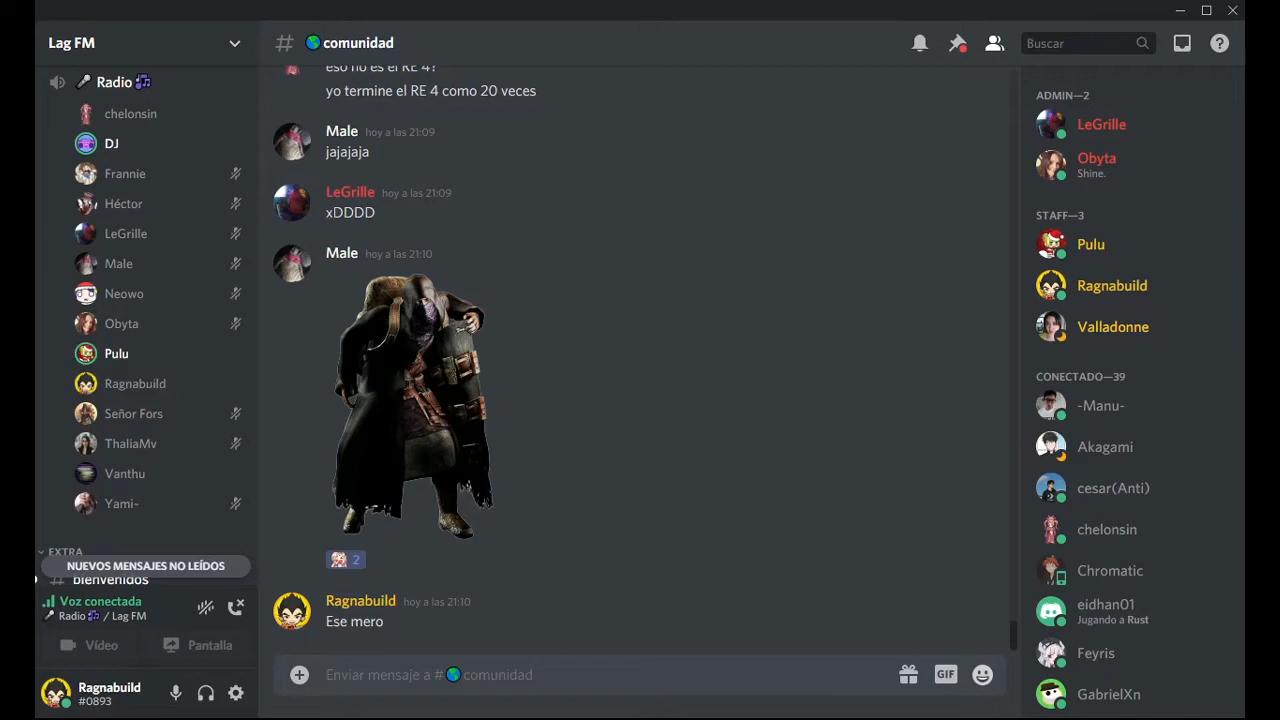 Lag FM
Radio
chelonsin
DJ
Frannie
Héctor
LeGrille
Male
Neowo
Obyta
Pulu
Ragnabuild
Señor Fors
ThaliaMv
Vanthu
Yami~
EXTRA
NUEVOS MENSAJES NO LEÍDOS
# bienvenidos
Voz conectada
Radio / Lag FM
Vídeo
Pantalla
Ragnabuild
#0893
# comunidad
Buscar
eso no es el RE 4?
yo termine el RE 4 como 20 veces
Male hoy a las 21:09
jajajaja
LeGrille hoy a las 21:09
xDDDD
Male hoy a las 21:10
2
Ragnabuild hoy a las 21:10
Ese mero
Enviar mensaje a # comunidad
GIF
ADMIN—2
LeGrille
Obyta
Shine.
STAFF—3
Pulu
Ragnabuild
Valladonne
CONECTADO—39
-Manu-
Akagami
cesar(Anti)
chelonsin
Chromatic
eidhan01
Jugando a Rust
Feyris
GabrielXn